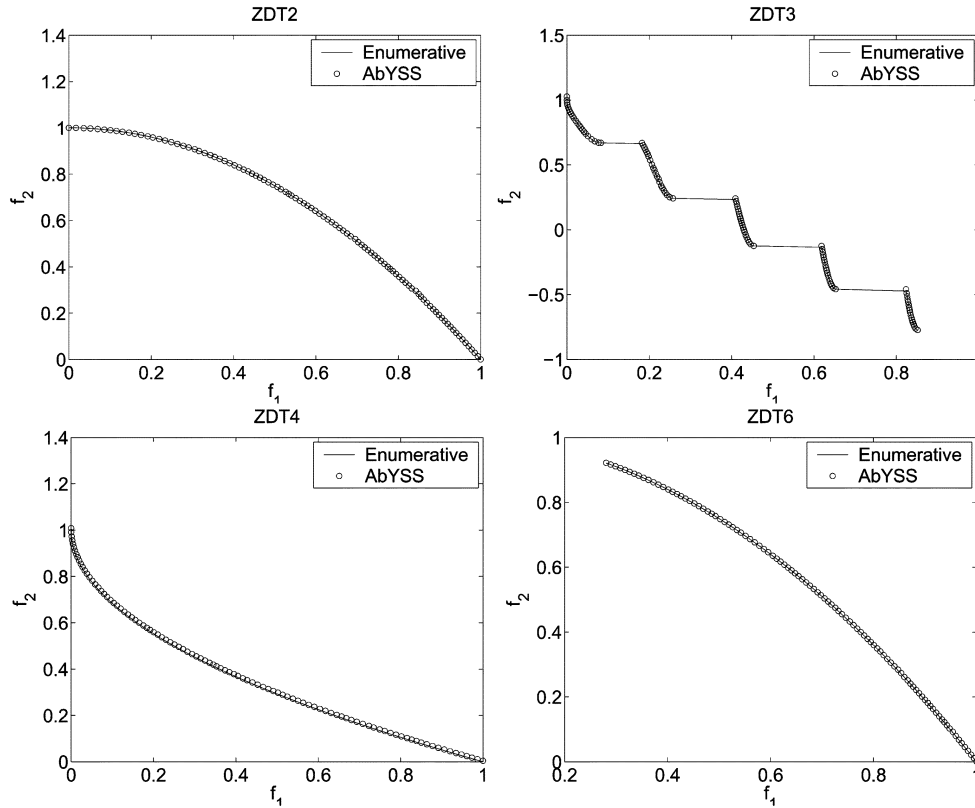 ZDT2
1.4
1.2
1
0.8
0.6
0.4
0.2
0
f2
0 0.2 0.4 0.6 0.8 1
f1
Enumerative
AbYSS
ZDT3
1.5
1
0.5
0
−0.5
−1
f2
0 0.2 0.4 0.6 0.8
f1
Enumerative
AbYSS
ZDT4
1.4
1.2
1
0.8
0.6
0.4
0.2
0
f2
0 0.2 0.4 0.6 0.8 1
f1
Enumerative
AbYSS
ZDT6
1
0.8
0.6
0.4
0.2
0
f2
0.2 0.4 0.6 0.8 1
f1
Enumerative
AbYSS